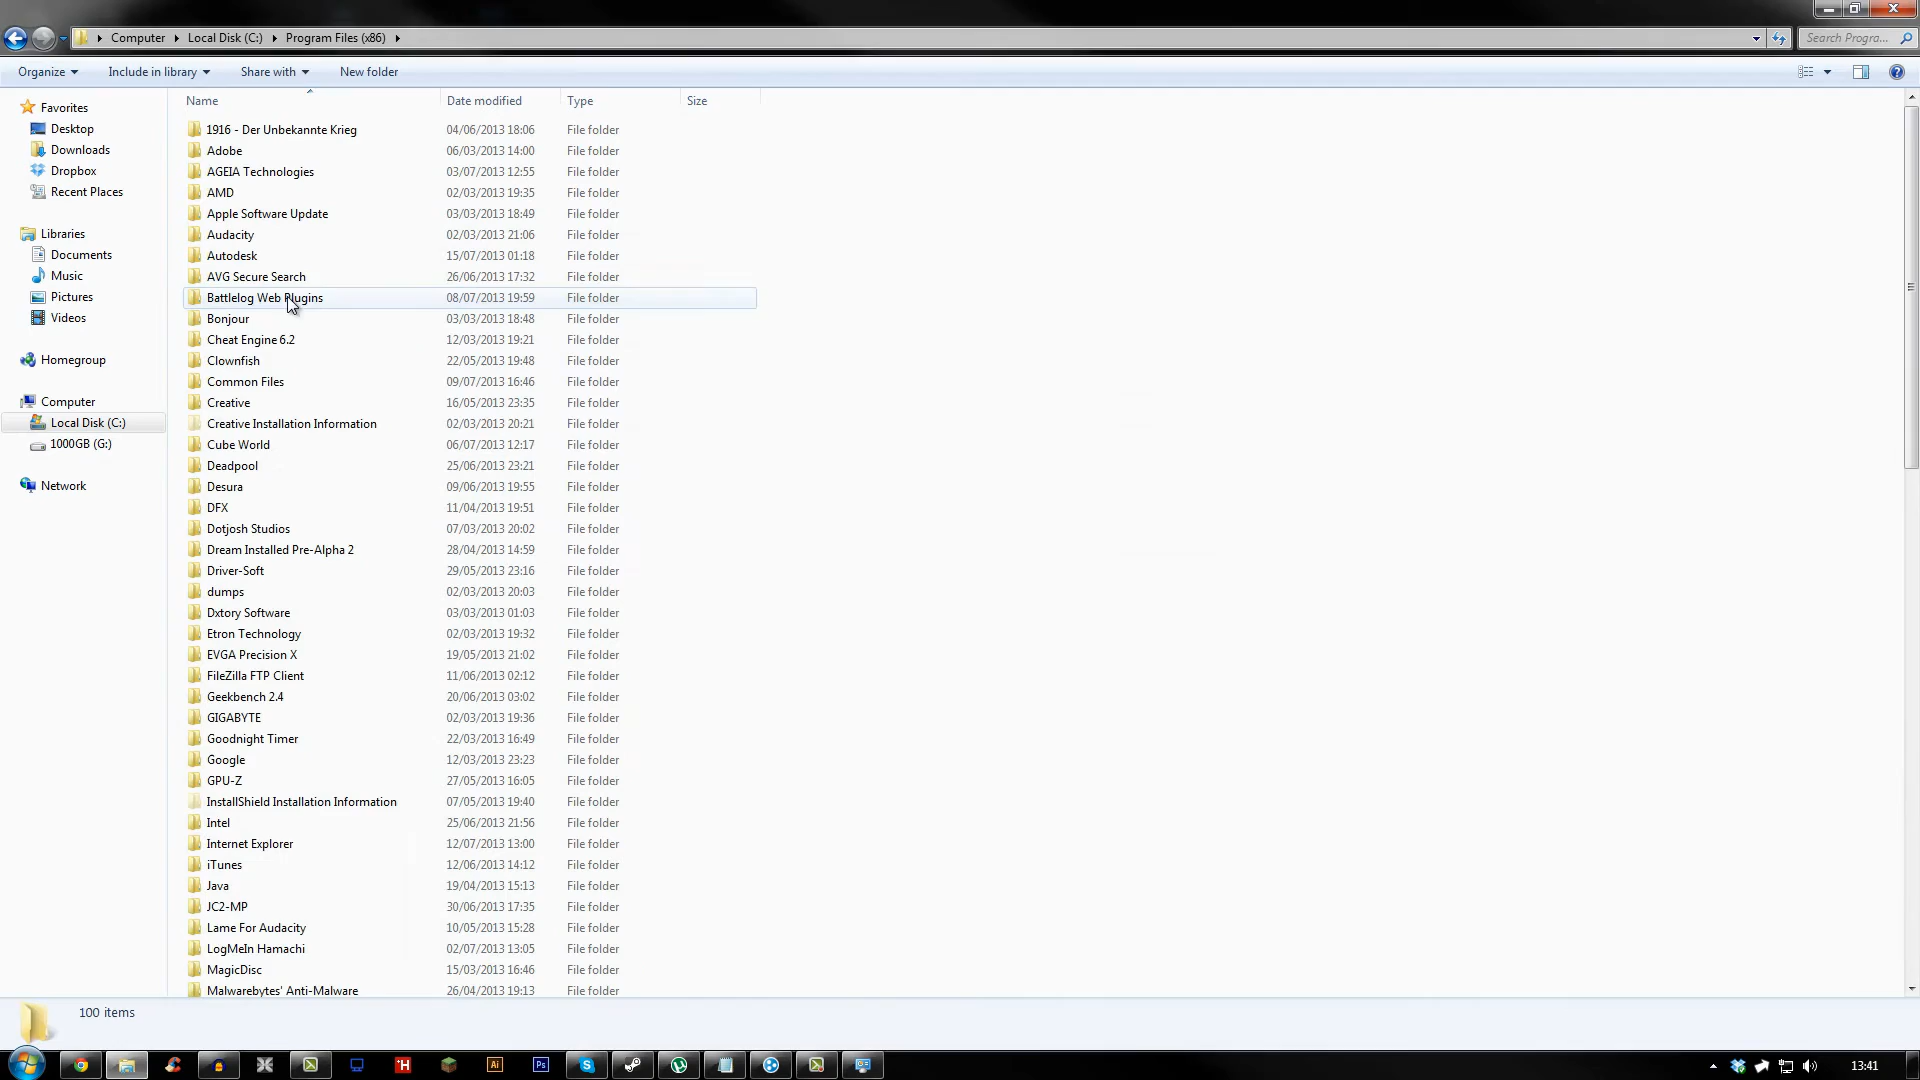 Computer Local Disk (C:) Program Files (x86) Search Progra...
Organize Include in library Share with New folder
Name Date modified Type Size
Favorites
Desktop
Downloads
Dropbox
Recent Places
Libraries
Documents
Music
Pictures
Videos
Homegroup
Computer
Local Disk (C:)
1000GB (G:)
Network
1916 - Der Unbekannte Krieg 04/06/2013 18:06 File folder
Adobe 06/03/2013 14:00 File folder
AGEIA Technologies 03/07/2013 12:55 File folder
AMD 02/03/2013 19:35 File folder
Apple Software Update 03/03/2013 18:49 File folder
Audacity 02/03/2013 21:06 File folder
Autodesk 15/07/2013 01:18 File folder
AVG Secure Search 26/06/2013 17:32 File folder
Battlelog Web Plugins 08/07/2013 19:59 File folder
Bonjour 03/03/2013 18:48 File folder
Cheat Engine 6.2 12/03/2013 19:21 File folder
Clownfish 22/05/2013 19:48 File folder
Common Files 09/07/2013 16:46 File folder
Creative 16/05/2013 23:35 File folder
Creative Installation Information 02/03/2013 20:21 File folder
Cube World 06/07/2013 12:17 File folder
Deadpool 25/06/2013 23:21 File folder
Desura 09/06/2013 19:55 File folder
DFX 11/04/2013 19:51 File folder
Dotjosh Studios 07/03/2013 20:02 File folder
Dream Installed Pre-Alpha 2 28/04/2013 14:59 File folder
Driver-Soft 29/05/2013 23:16 File folder
dumps 02/03/2013 20:03 File folder
Dxtory Software 03/03/2013 01:03 File folder
Etron Technology 02/03/2013 19:32 File folder
EVGA Precision X 19/05/2013 21:02 File folder
FileZilla FTP Client 11/06/2013 02:12 File folder
Geekbench 2.4 20/06/2013 03:02 File folder
GIGABYTE 02/03/2013 19:36 File folder
Goodnight Timer 22/03/2013 16:49 File folder
Google 12/03/2013 23:23 File folder
GPU-Z 27/05/2013 16:05 File folder
InstallShield Installation Information 07/05/2013 19:40 File folder
Intel 25/06/2013 21:56 File folder
Internet Explorer 12/07/2013 13:00 File folder
iTunes 12/06/2013 14:12 File folder
Java 19/04/2013 15:13 File folder
JC2-MP 30/06/2013 17:35 File folder
Lame For Audacity 10/05/2013 15:28 File folder
LogMeIn Hamachi 02/07/2013 13:05 File folder
MagicDisc 15/03/2013 16:46 File folder
Malwarebytes' Anti-Malware 26/04/2013 19:13 File folder
100 items
Ai Ps 13:41